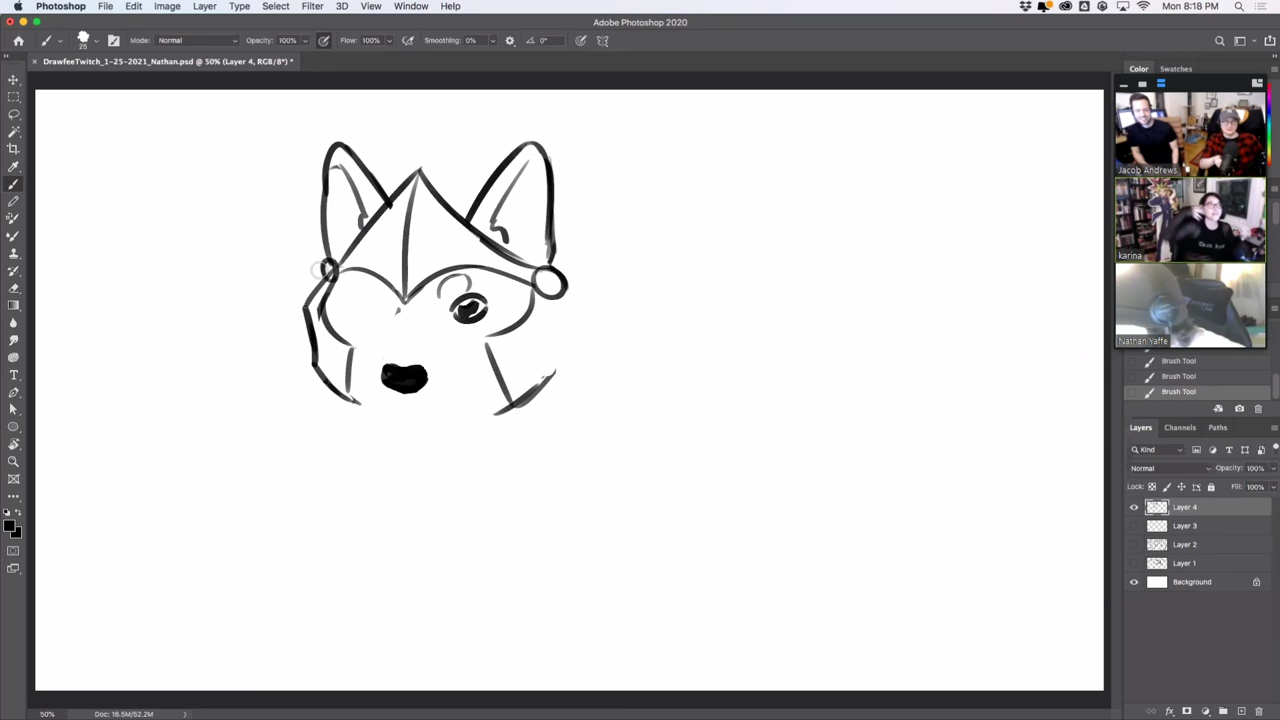 Photoshop File Edit Image Layer Type Select Filter 3D View Window Help Mon 8:18 PM
Adobe Photoshop 2020
25 Mode: Normal Opacity: 100% Flow: 100% Smoothing: 0% 0°
DrawfeeTwitch_1-25-2021_Nathan.psd @ 50% (Layer 4, RGB/8*) *
Color Swatches
Jacob Andrews
karina
Nathan Yaffe
Brush Tool
Brush Tool
Brush Tool
Layers Channels Paths
Kind
Normal Opacity: 100%
Lock: Fill: 100%
Layer 4
Layer 3
Layer 2
Layer 1
Background
50% Doc: 16.5M/52.2M